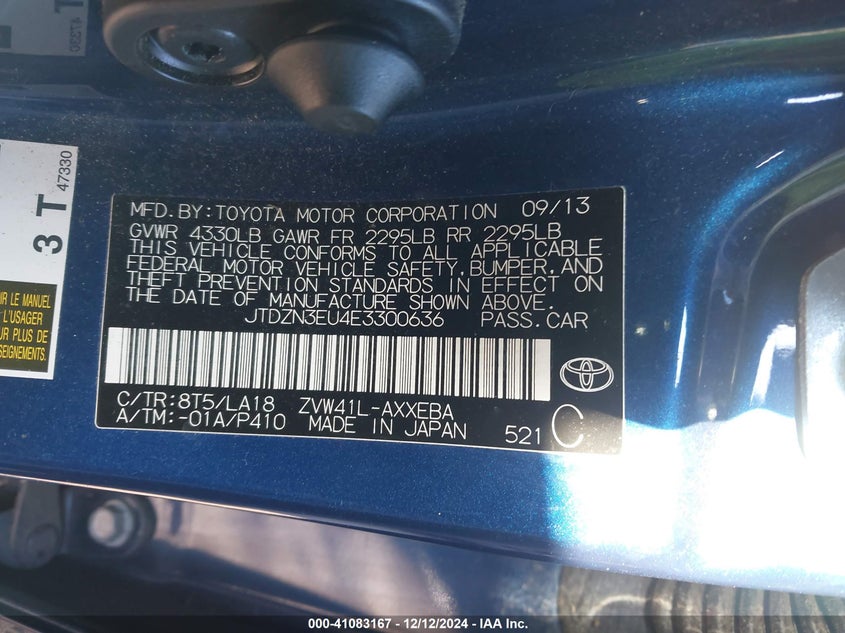 MFD.BY:TOYOTA MOTOR CORPORATION 09/13
GVWR 4330LB GAWR FR 2295LB RR 2295LB
THIS VEHICLE CONFORMS TO ALL APPLICABLE
FEDERAL MOTOR VEHICLE SAFETY,BUMPER,AND
THEFT PREVENTION STANDARDS IN EFFECT ON
THE DATE OF MANUFACTURE SHOWN ABOVE.
JTDZN3EU4E3300636 PASS.CAR
C/TR:8T5/LA18 ZVW41L-AXXEBA
A/TM:-01A/P410 MADE IN JAPAN 521 C
3 T
47330
LE MANUEL
L'USAGER
OUR PLUS DE
SEIGNEMENTS.
000-41083167 - 12/12/2024 - IAA Inc.